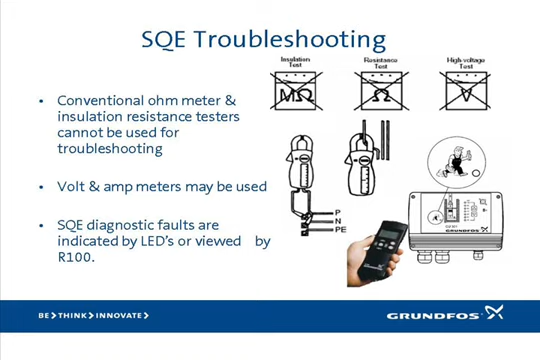 SQE Troubleshooting
• Conventional ohm meter &
insulation resistance testers
cannot be used for
troubleshooting
• Volt & amp meters may be used
• SQE diagnostic faults are
indicated by LED's or viewed by
R100.
Insulation
Test
MΩ
Resistance
Test
Ω
High voltage
Test
V
P
N
PE
BE > THINK > INNOVATE >
GRUNDFOS